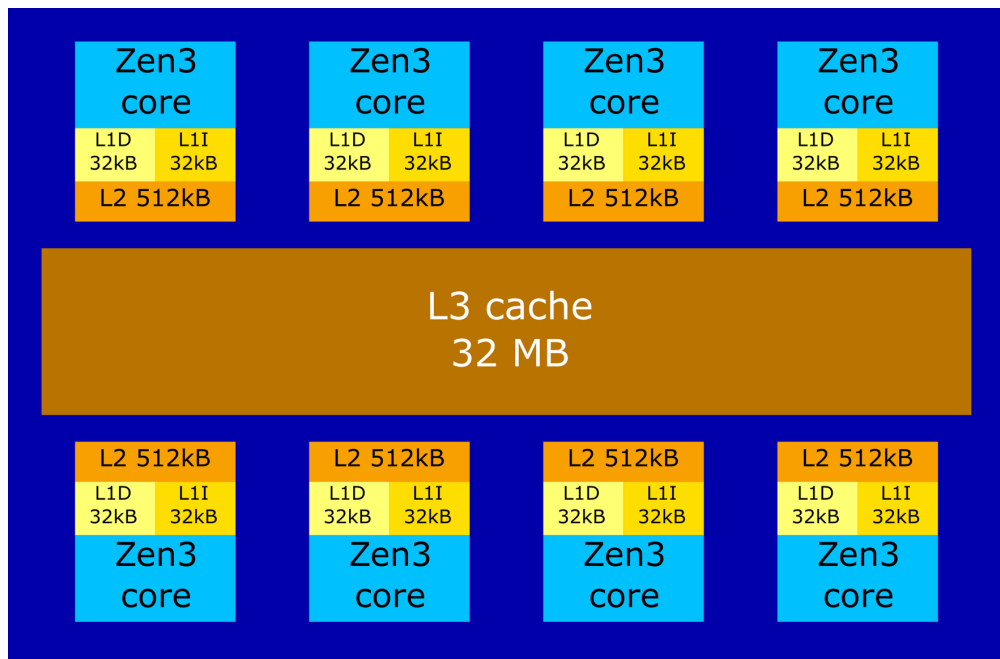 Zen3
core
L1D
32kB
L1I
32kB
L2 512kB
Zen3
core
L1D
32kB
L1I
32kB
L2 512kB
Zen3
core
L1D
32kB
L1I
32kB
L2 512kB
Zen3
core
L1D
32kB
L1I
32kB
L2 512kB
L3 cache
32 MB
L2 512kB
L1D
32kB
L1I
32kB
Zen3
core
L2 512kB
L1D
32kB
L1I
32kB
Zen3
core
L2 512kB
L1D
32kB
L1I
32kB
Zen3
core
L2 512kB
L1D
32kB
L1I
32kB
Zen3
core